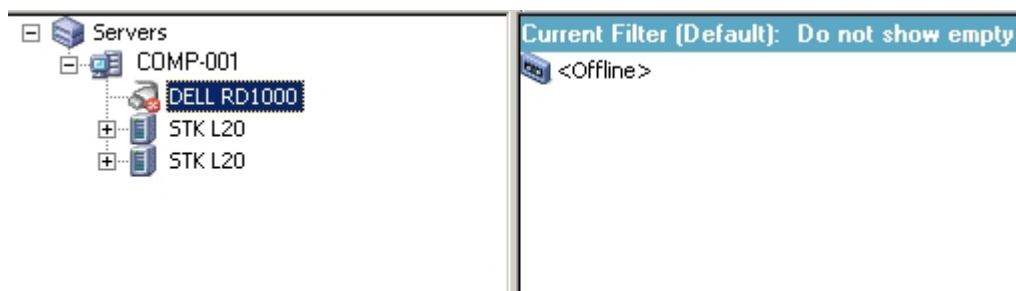 Servers
COMP-001
DELL RD1000
STK L20
STK L20
Current Filter (Default): Do not show empty
<Offline>